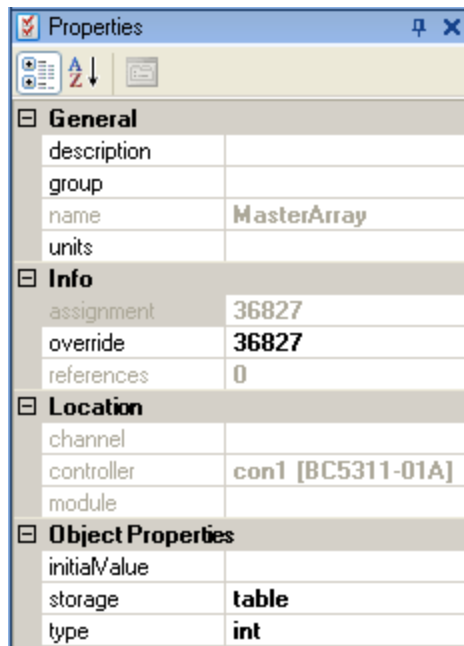 Properties
A
Z
General
description
group
name MasterArray
units
Info
assignment 36827
override 36827
references 0
Location
channel
controller con1 [BC5311-01A]
module
Object Properties
initialValue
storage table
type int